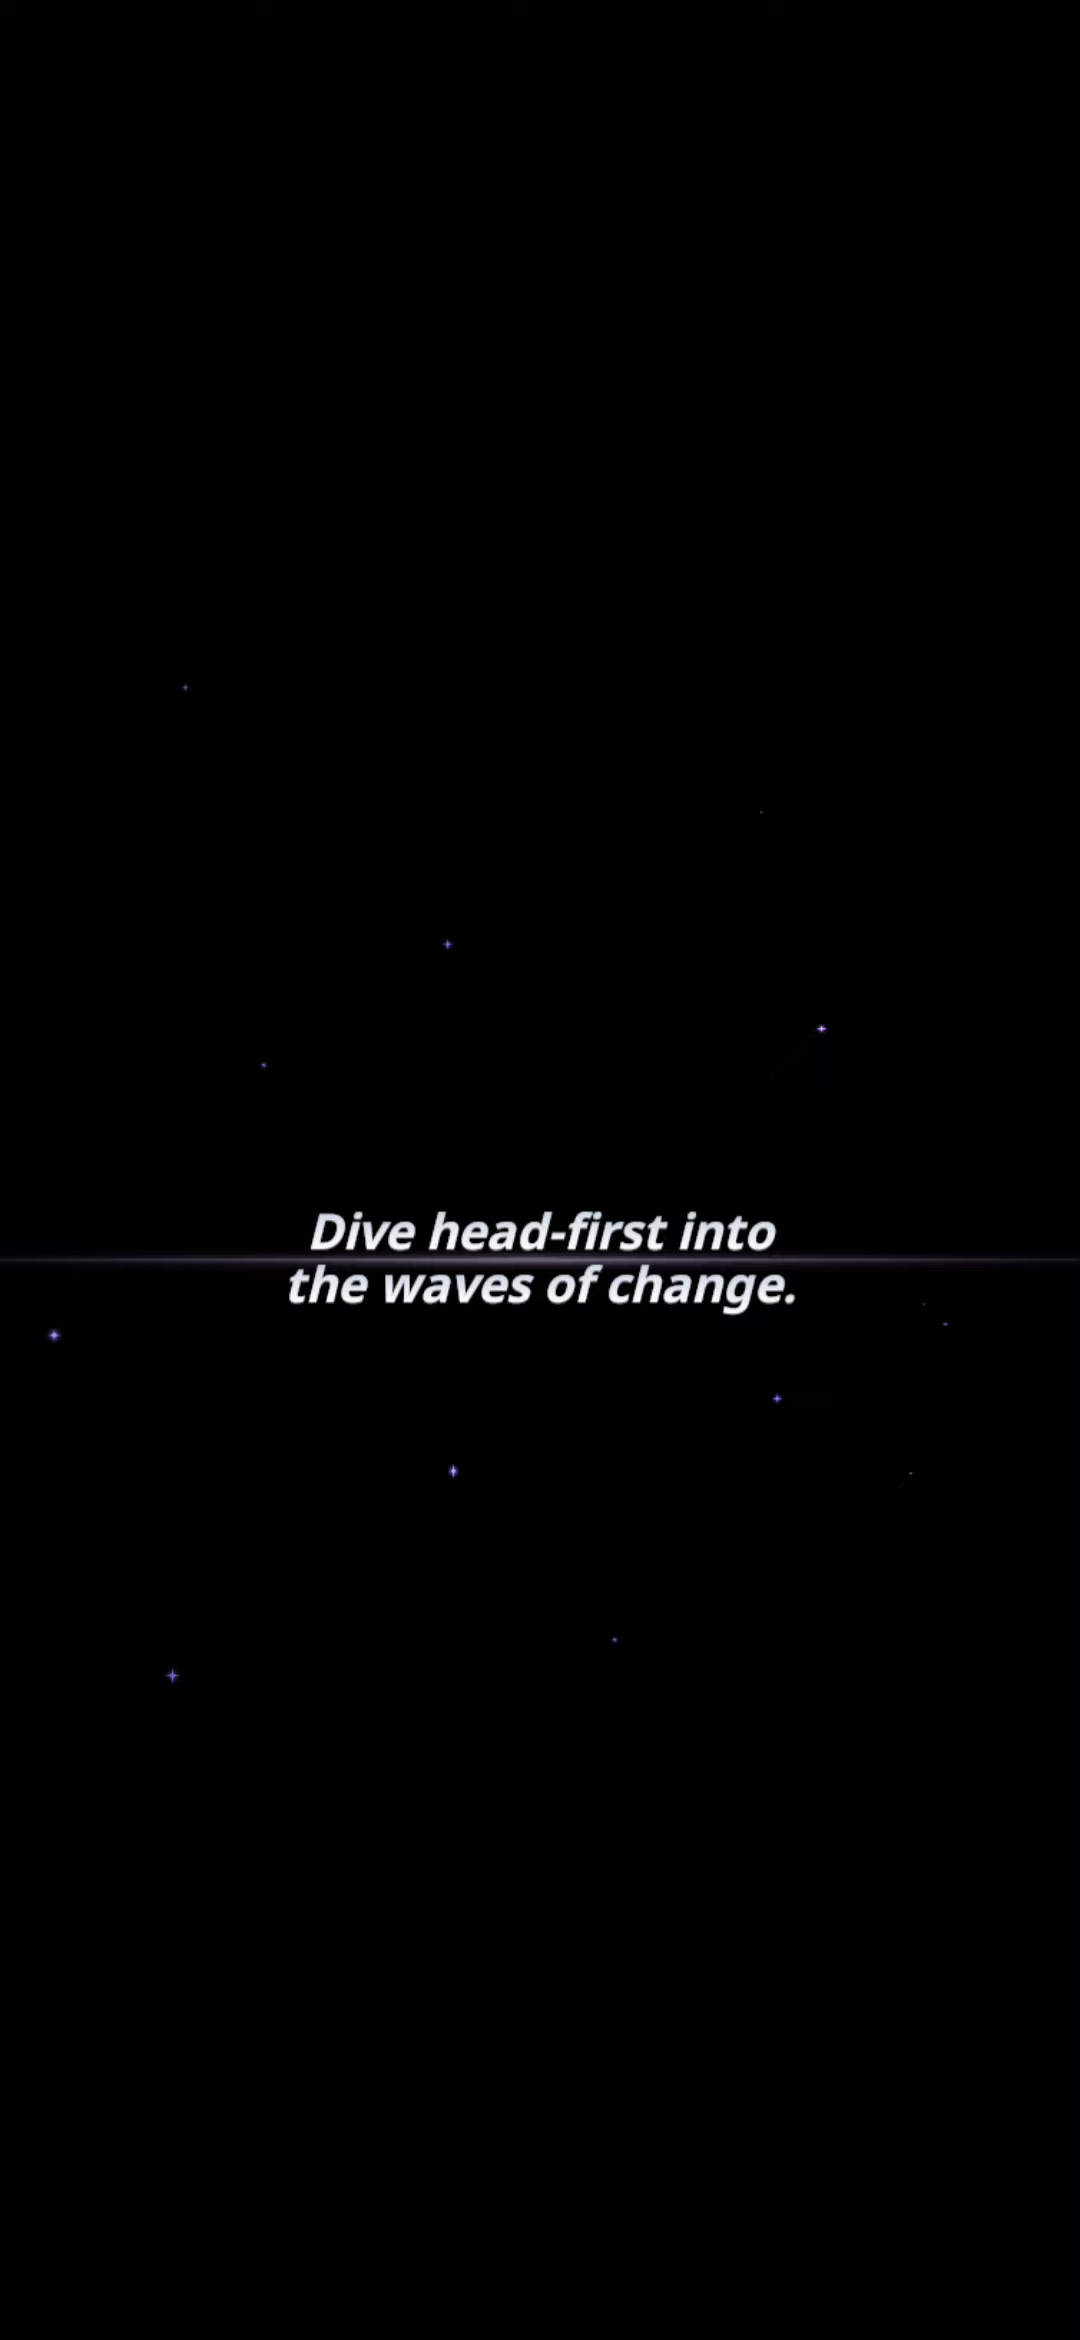 Dive head-first into
the waves of change.